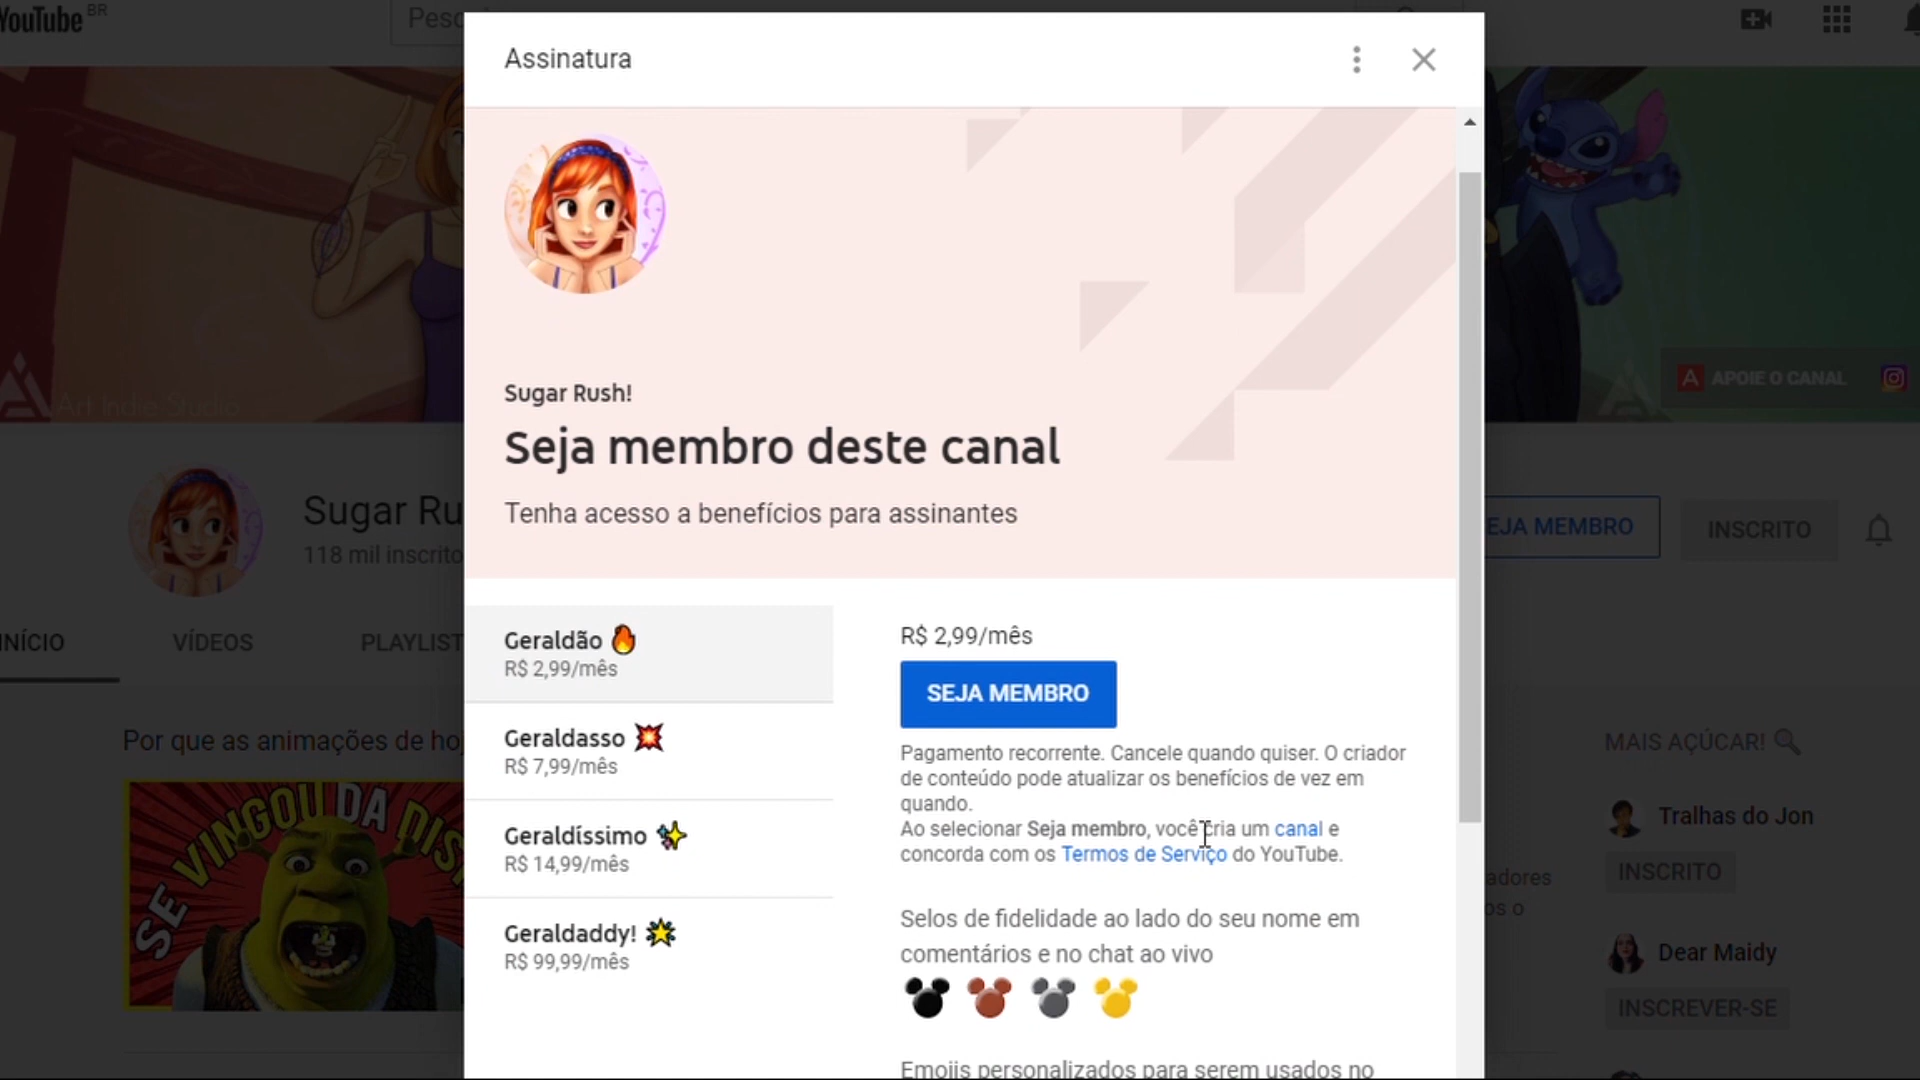 YouTube BR
Pesq
Assinatura
Art Indie Studio
APOIE O CANAL
Sugar Rush!
Seja membro deste canal
Tenha acesso a benefícios para assinantes
Sugar Ru
118 mil inscrito
EJA MEMBRO
INSCRITO
INÍCIO
VÍDEOS
PLAYLIST
Geraldão 🔥
R$ 2,99/mês
Geraldasso 💥
R$ 7,99/mês
Geraldíssimo ✨
R$ 14,99/mês
Geraldaddy! 🌟
R$ 99,99/mês
R$ 2,99/mês
SEJA MEMBRO
Pagamento recorrente. Cancele quando quiser. O criador
de conteúdo pode atualizar os benefícios de vez em
quando.
Ao selecionar Seja membro, você cria um canal e
concorda com os Termos de Serviço do YouTube.
Selos de fidelidade ao lado do seu nome em
comentários e no chat ao vivo
Emojis personalizados para serem usados no
Por que as animações de hoj
SE VINGOU DA DIS
MAIS AÇÚCAR! 🔍
Tralhas do Jon
INSCRITO
adores
os o
Dear Maidy
INSCREVER-SE